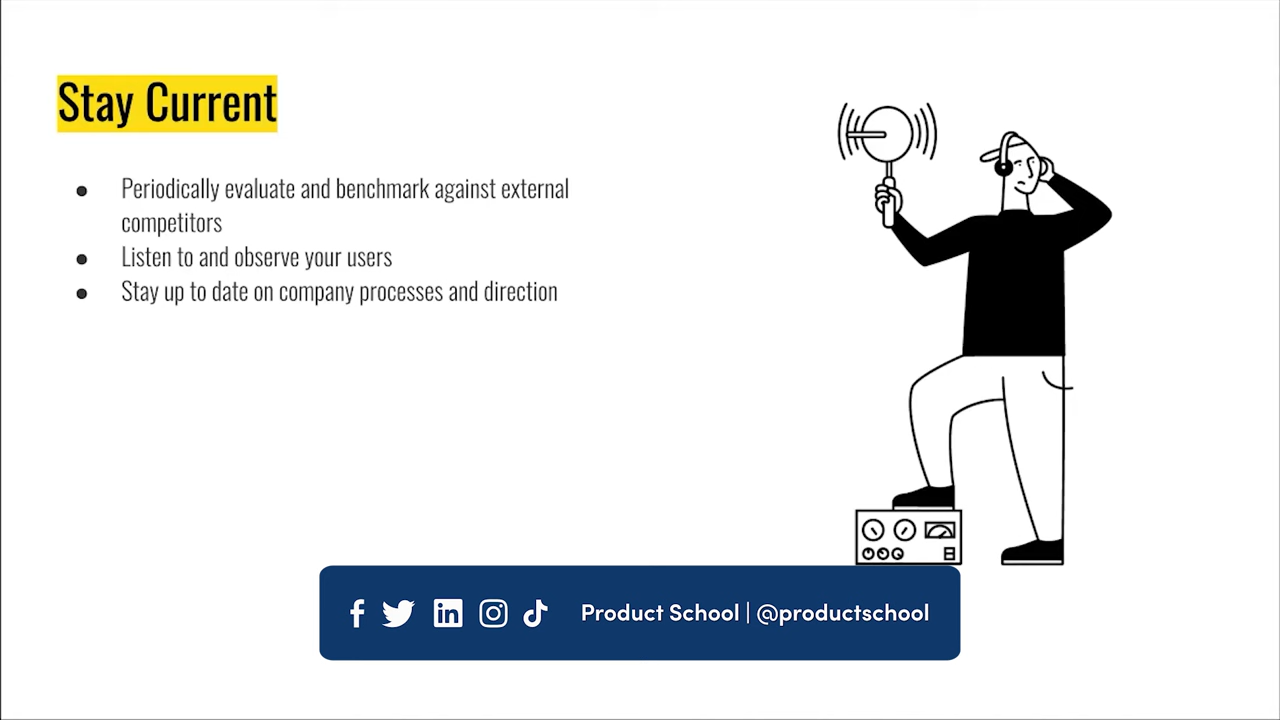 Stay Current
● Periodically evaluate and benchmark against external
competitors
● Listen to and observe your users
● Stay up to date on company processes and direction
Product School | @productschool